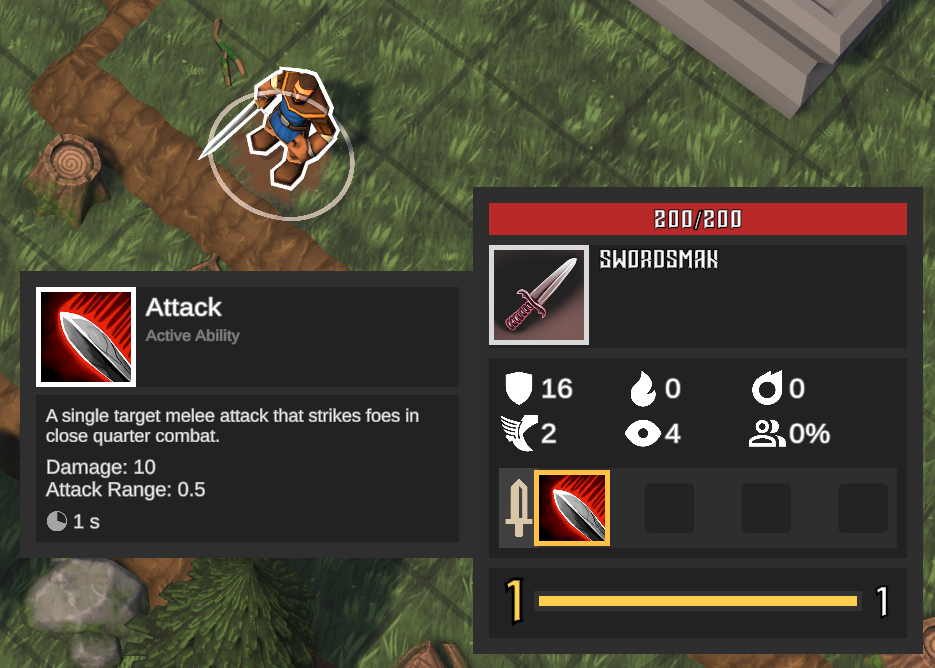 200/200
SWORDSMAN
Attack
Active Ability
A single target melee attack that strikes foes in
close quarter combat.
Damage: 10
Attack Range: 0.5
1 s
16 0 0
2 4 0%
1 1